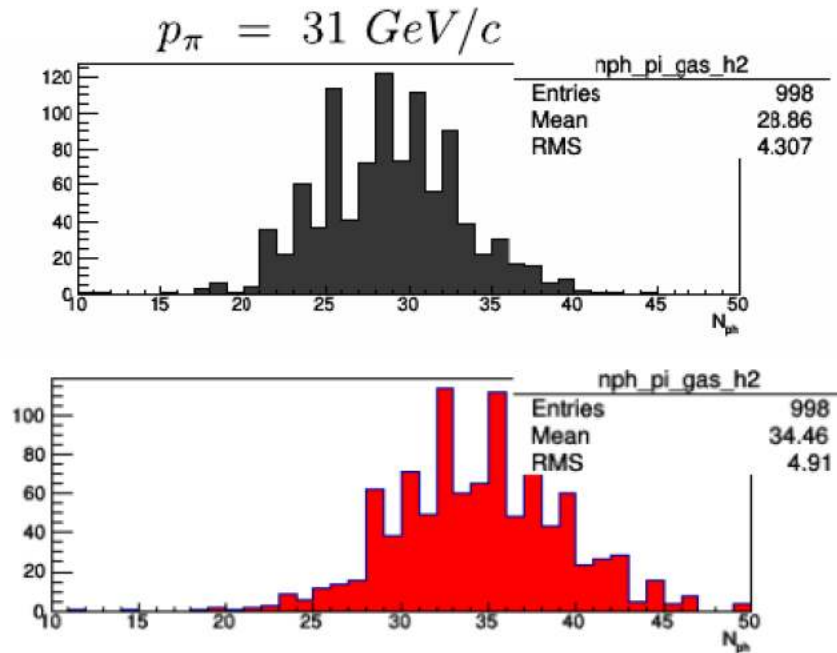 p_π = 31 GeV/c
nph_pi_gas_h2
Entries 998
Mean 28.86
RMS 4.307
120
100
80
60
40
20
0
10 15 20 25 30 35 40 45 50
N_ph
nph_pi_gas_h2
Entries 998
Mean 34.46
RMS 4.91
100
80
60
40
20
0
10 15 20 25 30 35 40 45 50
N_ph